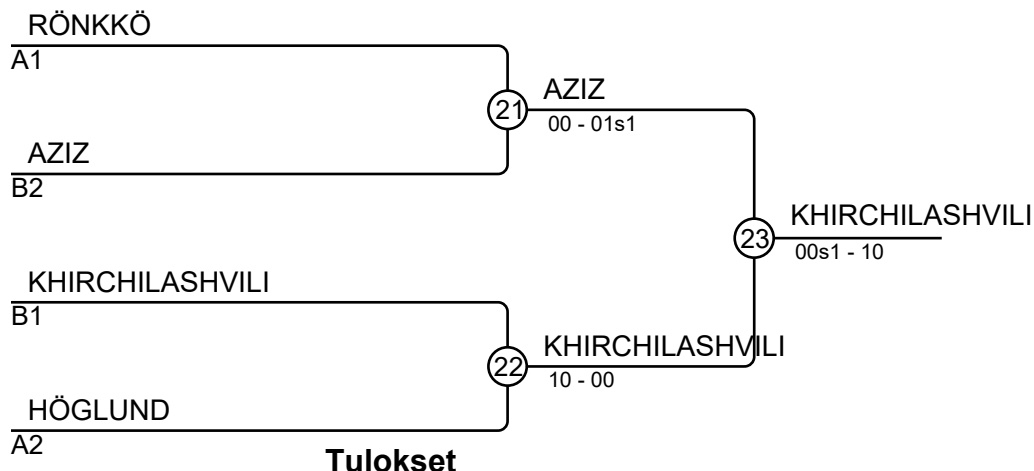 RÖNKKÖ
A1
21
AZIZ
00 - 01s1
AZIZ
B2
23
KHIRCHILASHVILI
00s1 - 10
KHIRCHILASHVILI
B1
22
KHIRCHILASHVILI
10 - 00
HÖGLUND
A2
Tulokset